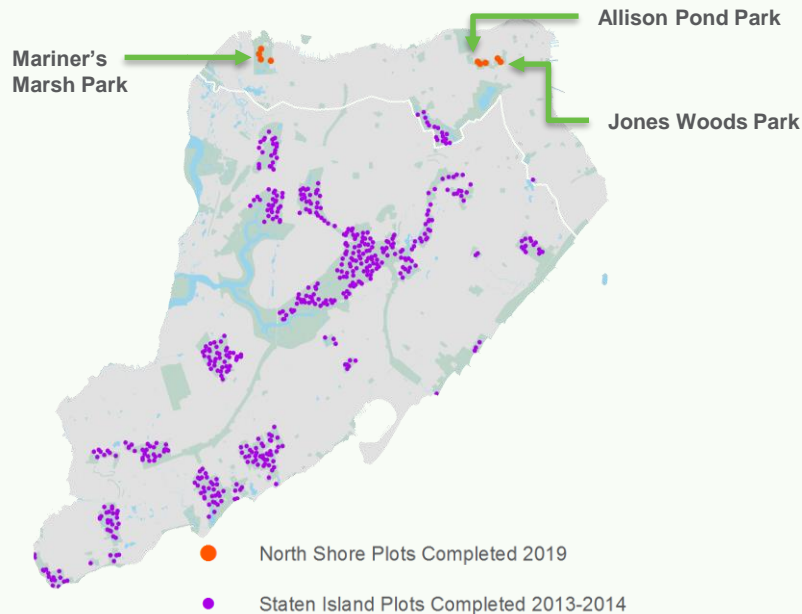 Allison Pond Park
Mariner’s
Marsh Park
Jones Woods Park
North Shore Plots Completed 2019
Staten Island Plots Completed 2013-2014